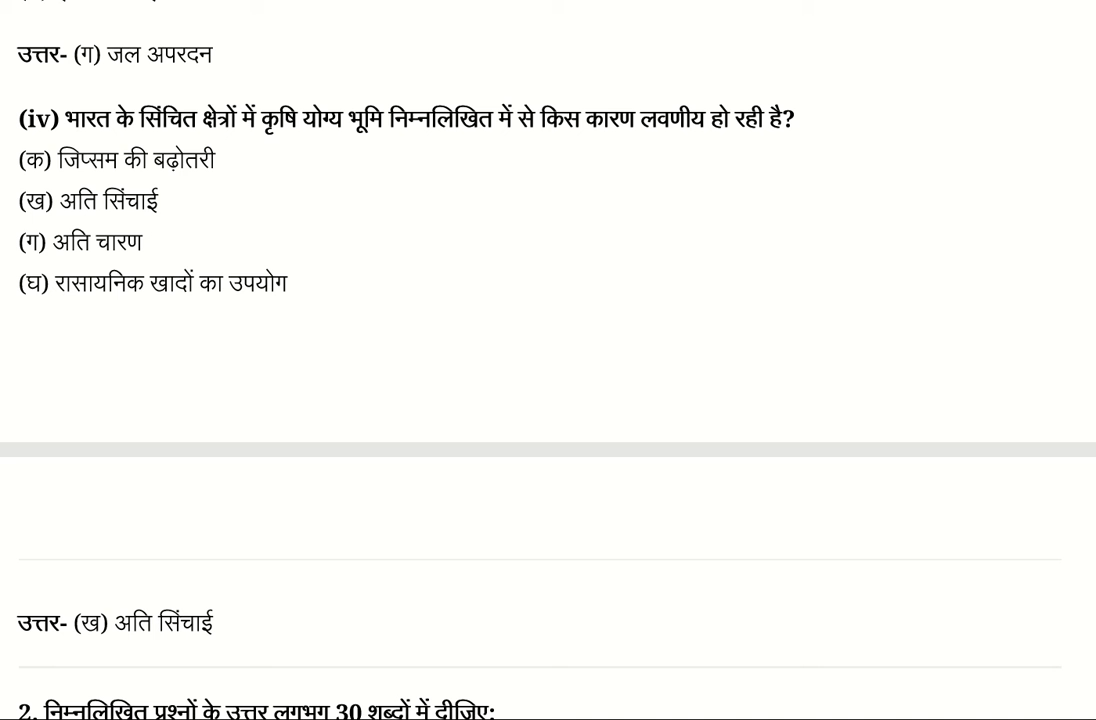 उत्तर- (ग) जल अपरदन
(iv) भारत के सिंचित क्षेत्रों में कृषि योग्य भूमि निम्नलिखित में से किस कारण लवणीय हो रही है?
(क) जिप्सम की बढ़ोतरी
(ख) अति सिंचाई
(ग) अति चारण
(घ) रासायनिक खादों का उपयोग
उत्तर- (ख) अति सिंचाई
2. निम्नलिखित प्रश्नों के उत्तर लगभग 30 शब्दों में दीजिए: